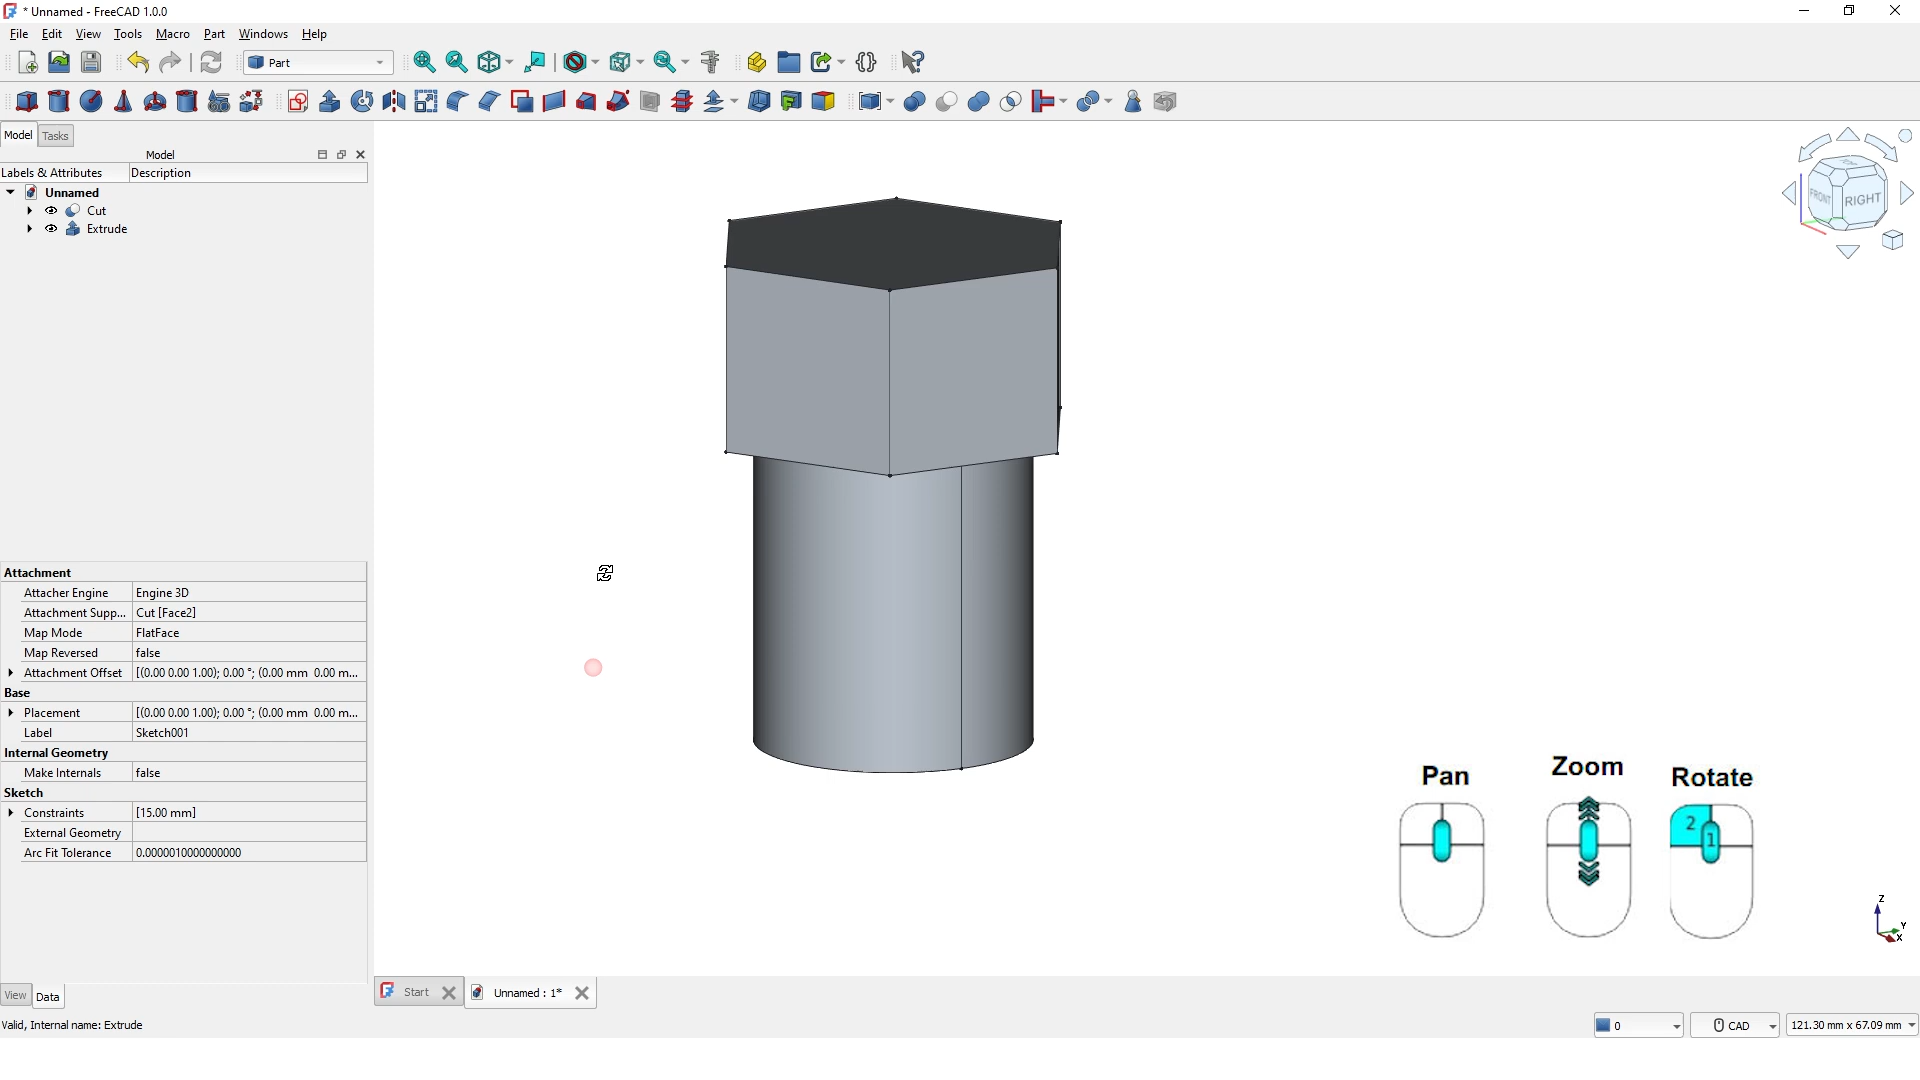 * Unnamed - FreeCAD 1.0.0
File Edit View Tools Macro Part Windows Help
Part
Model Tasks
Model
Labels & Attributes Description
Unnamed
Cut
Extrude
TOP
FRONT
RIGHT
Attachment
Attacher Engine Engine 3D
Attachment Supp... Cut [Face2]
Map Mode FlatFace
Map Reversed false
Attachment Offset [(0.00 0.00 1.00); 0.00 °; (0.00 mm 0.00 m...
Base
Placement [(0.00 0.00 1.00); 0.00 °; (0.00 mm 0.00 m...
Label Sketch001
Internal Geometry
Make Internals false
Sketch
Constraints [15.00 mm]
External Geometry
Arc Fit Tolerance 0.0000010000000000
Pan Zoom Rotate
2 1
Z
Y
X
View Data
Start Unnamed : 1*
Valid, Internal name: Extrude
0 CAD 121.30 mm x 67.09 mm